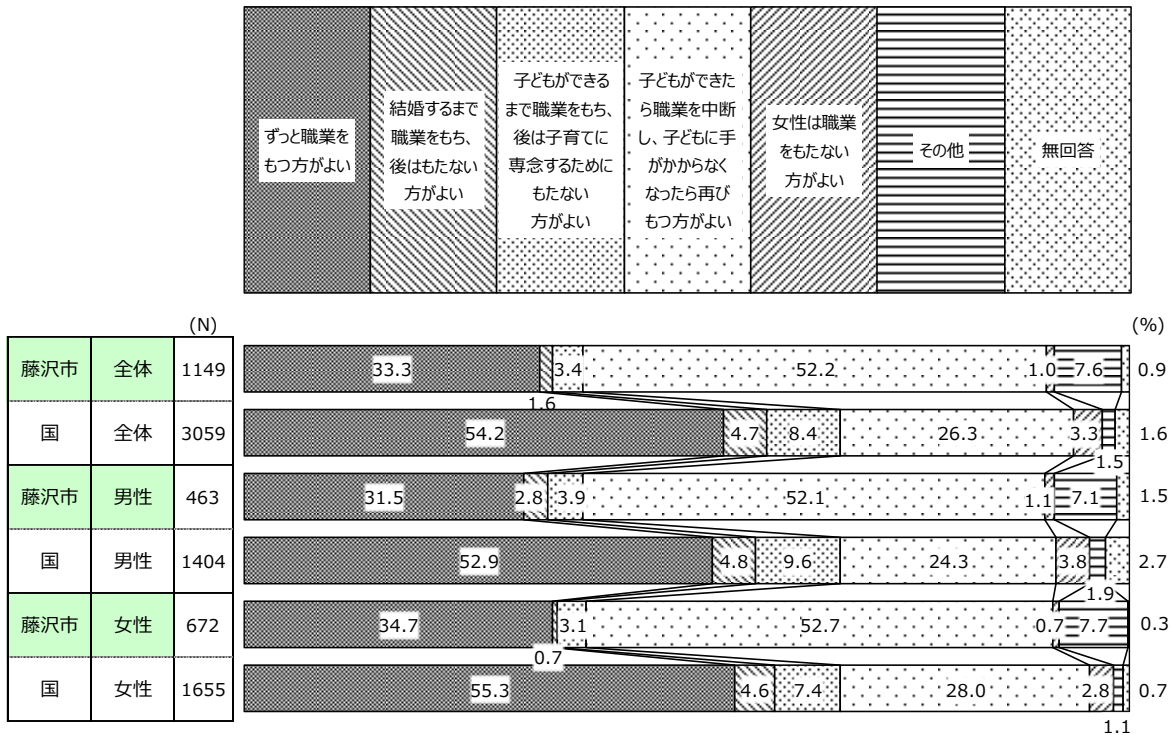 ずっと職業を
もつ方がよい
結婚するまで
職業をもち、
後はもたない
方がよい
子どもができる
まで職業をもち、
後は子育てに
専念するために
もたない
方がよい
子どもができた
ら職業を中断
し、子どもに手
がかからなく
なったら再び
もつ方がよい
女性は職業
をもたない
方がよい
その他
無回答
(N) (%)
藤沢市 全体 1149 33.3 1.6 3.4 52.2 1.0 7.6 0.9
国 全体 3059 54.2 4.7 8.4 26.3 3.3 1.5 1.6
藤沢市 男性 463 31.5 2.8 3.9 52.1 1.1 7.1 1.5
国 男性 1404 52.9 4.8 9.6 24.3 3.8 1.9 2.7
藤沢市 女性 672 34.7 0.7 3.1 52.7 0.7 7.7 0.3
国 女性 1655 55.3 4.6 7.4 28.0 2.8 1.1 0.7